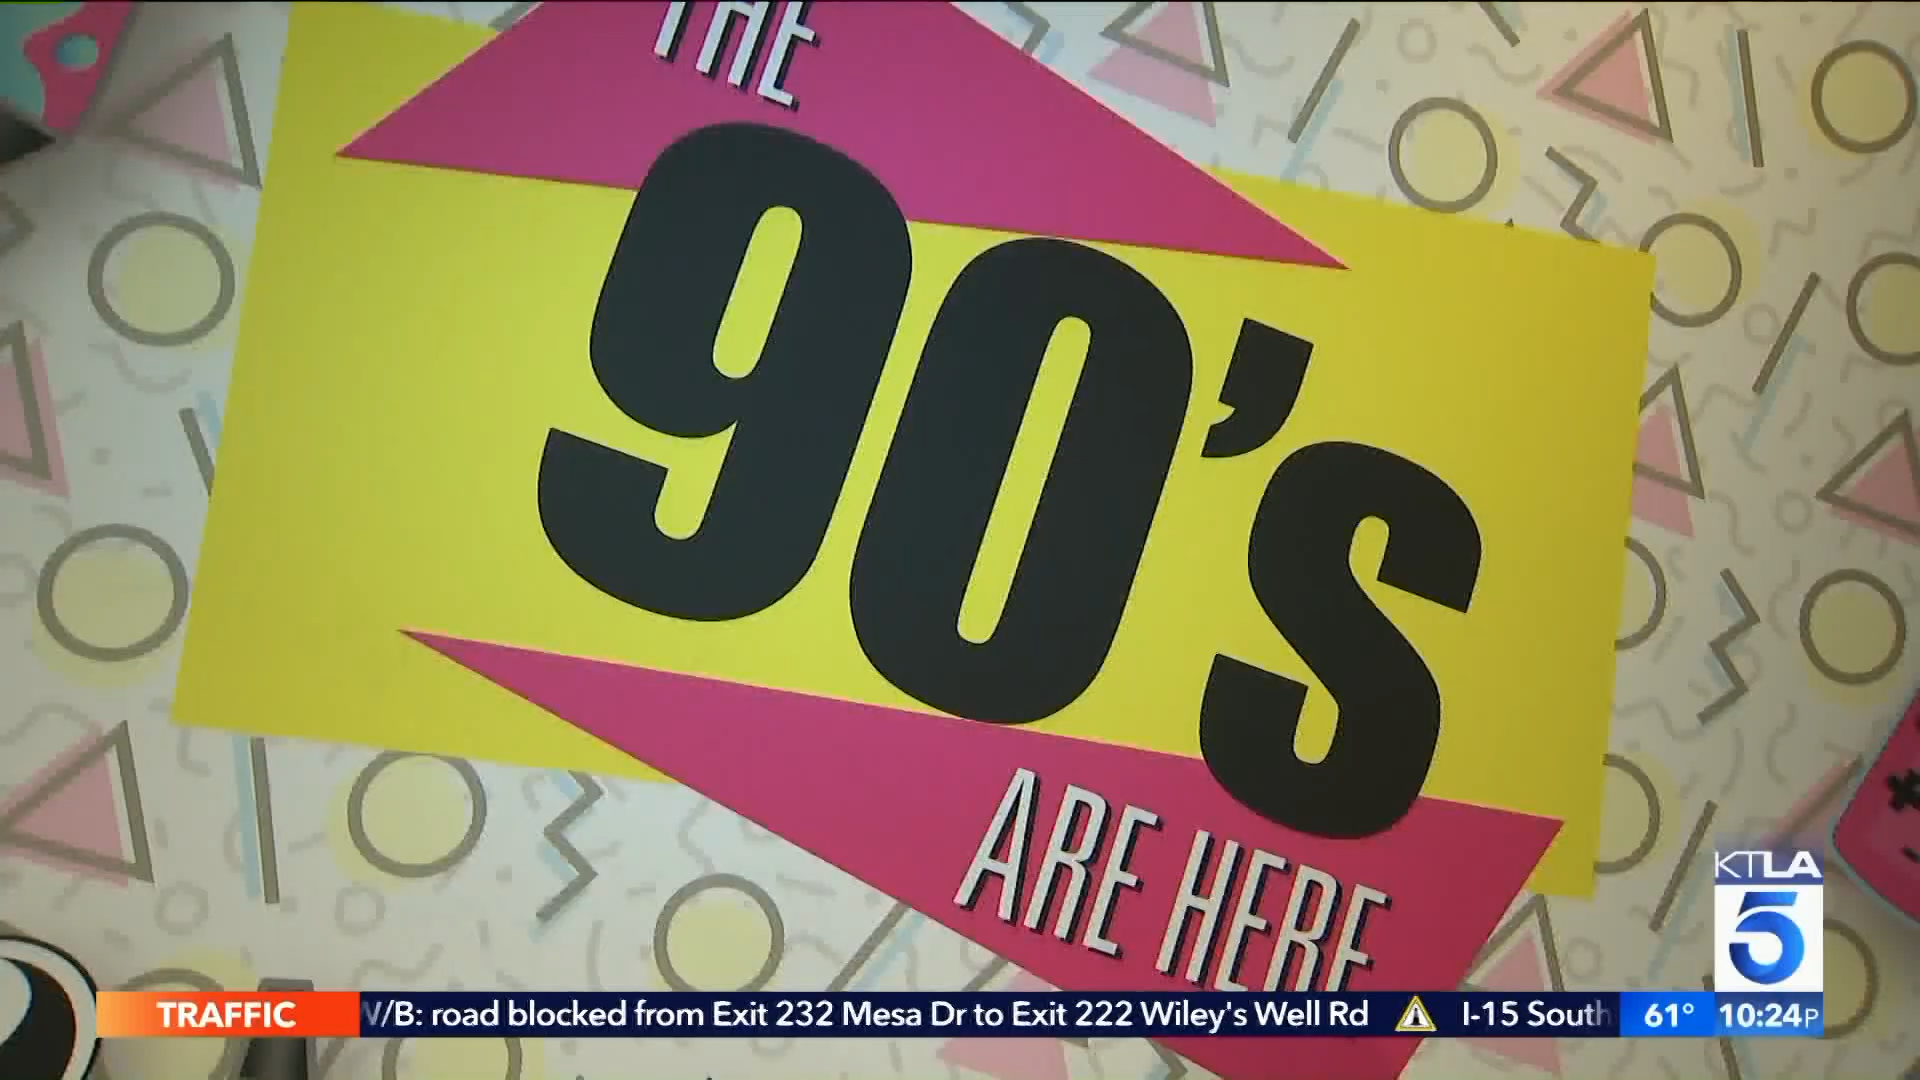 THE
90's
ARE HERE
KTLA
5
TRAFFIC
W/B: road blocked from Exit 232 Mesa Dr to Exit 222 Wiley's Well Rd
I-15 South
61°
10:24P